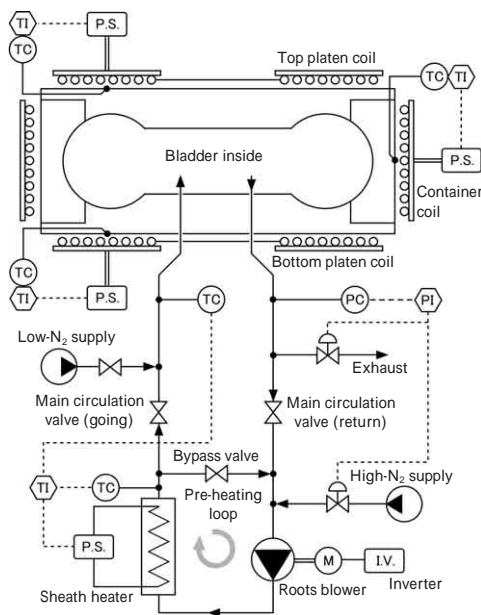 TI
P.S.
TC
Top platen coil
TC
TI
Bladder inside
P.S.
Container
coil
TC
TI
P.S.
Bottom platen coil
TC
PC
PI
Low-N₂ supply
Exhaust
Main circulation
valve (going)
Main circulation
valve (return)
Bypass valve
High-N₂ supply
TI
TC
Pre-heating
loop
P.S.
M
I.V.
Sheath heater
Roots blower
Inverter